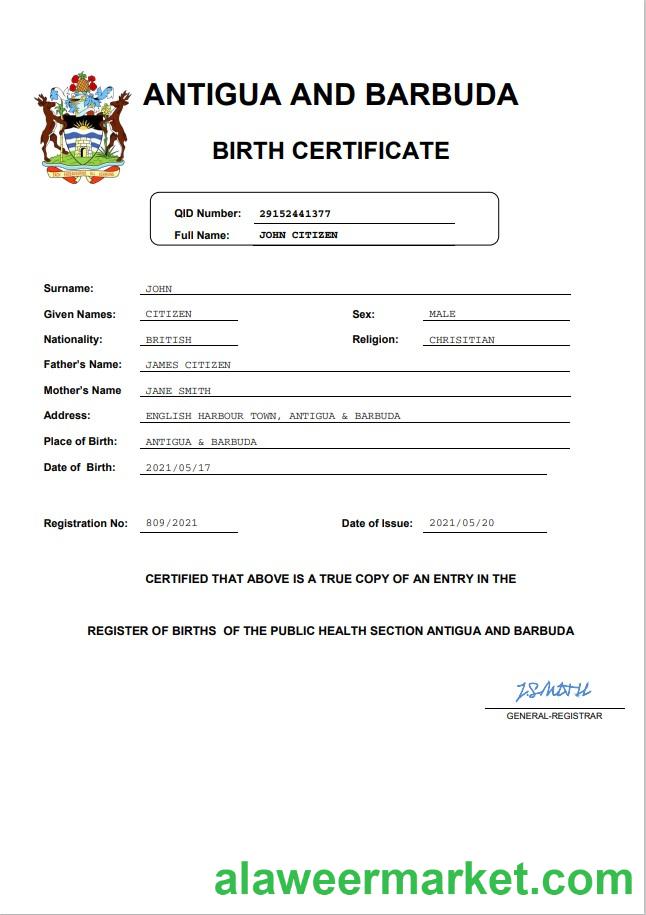 ANTIGUA AND BARBUDA
BIRTH CERTIFICATE
QID Number: 29152441377
Full Name: JOHN CITIZEN
Surname: JOHN
Given Names: CITIZEN Sex: MALE
Nationality: BRITISH Religion: CHRISITIAN
Father's Name: JAMES CITIZEN
Mother's Name JANE SMITH
Address: ENGLISH HARBOUR TOWN, ANTIGUA & BARBUDA
Place of Birth: ANTIGUA & BARBUDA
Date of Birth: 2021/05/17
Registration No: 809/2021 Date of Issue: 2021/05/20
CERTIFIED THAT ABOVE IS A TRUE COPY OF AN ENTRY IN THE
REGISTER OF BIRTHS OF THE PUBLIC HEALTH SECTION ANTIGUA AND BARBUDA
J.SMITH
GENERAL-REGISTRAR
alaweermarket.com